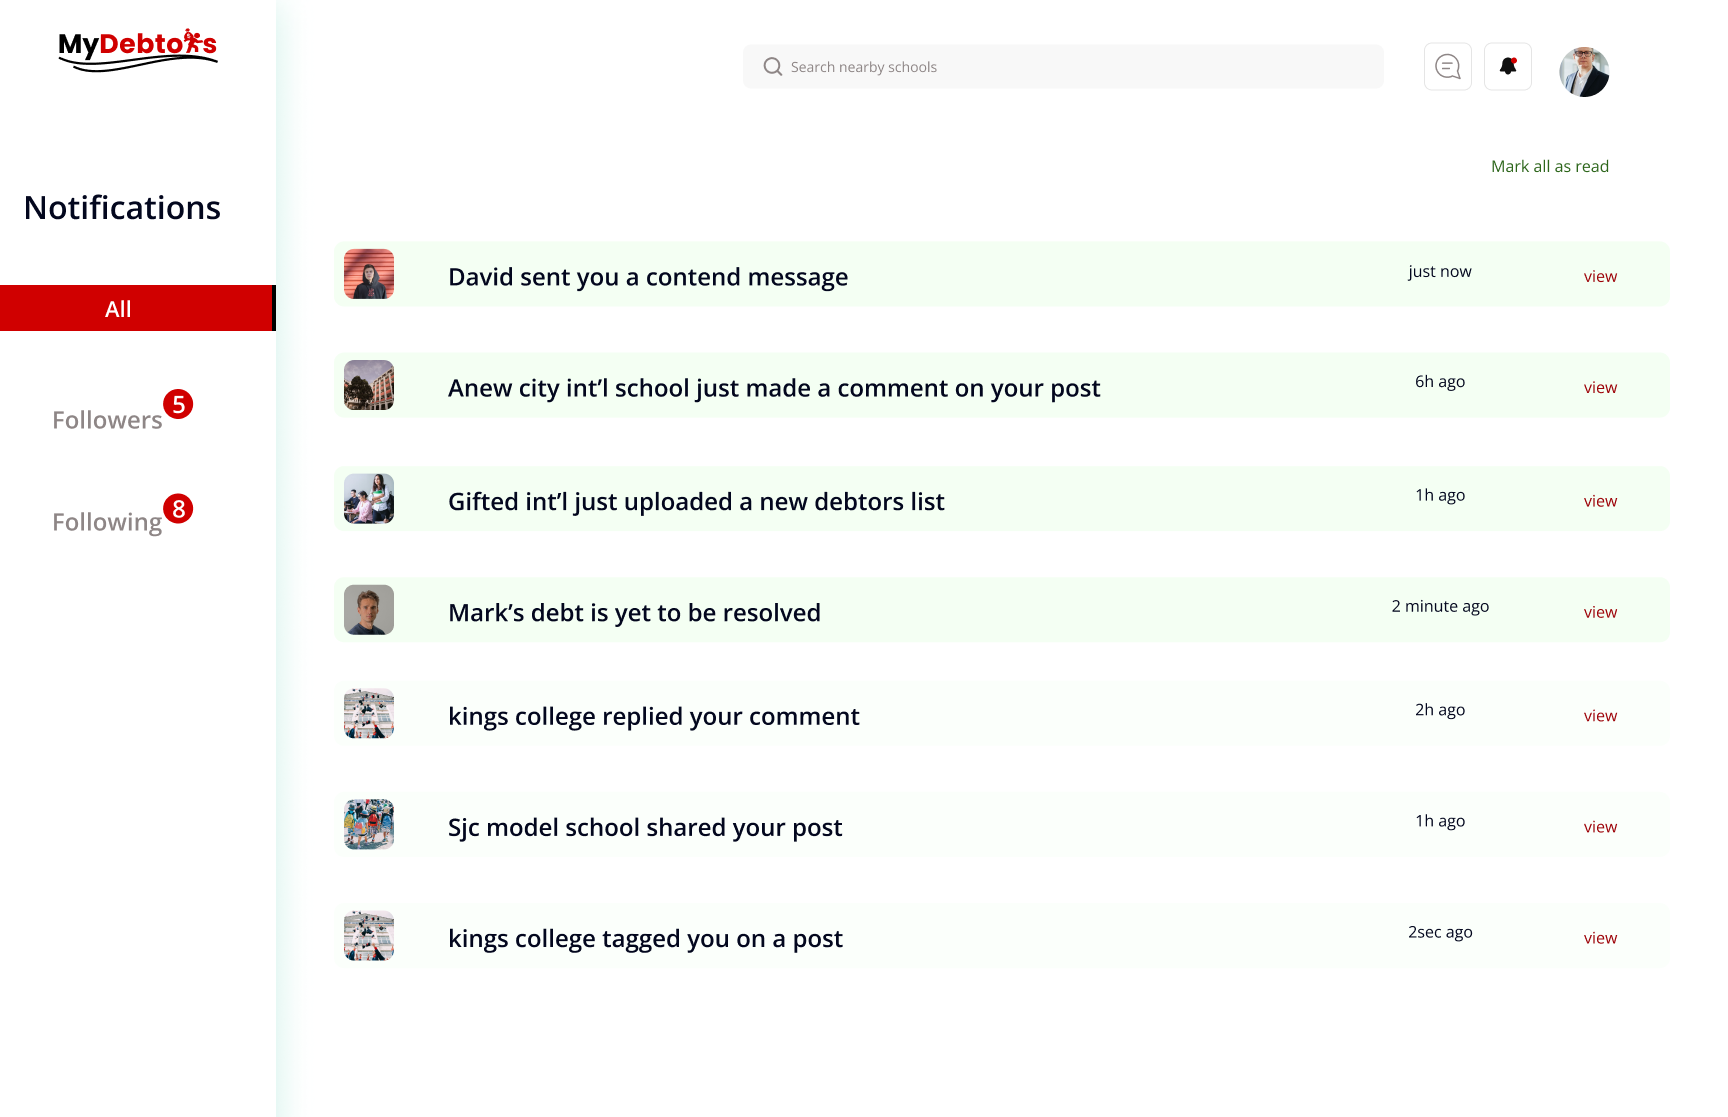 MyDebtors
Search nearby schools
Mark all as read
Notifications
All
Followers 5
Following 8
David sent you a contend message just now view
Anew city int’l school just made a comment on your post 6h ago view
Gifted int’l just uploaded a new debtors list 1h ago view
Mark’s debt is yet to be resolved 2 minute ago view
kings college replied your comment 2h ago view
Sjc model school shared your post 1h ago view
kings college tagged you on a post 2sec ago view